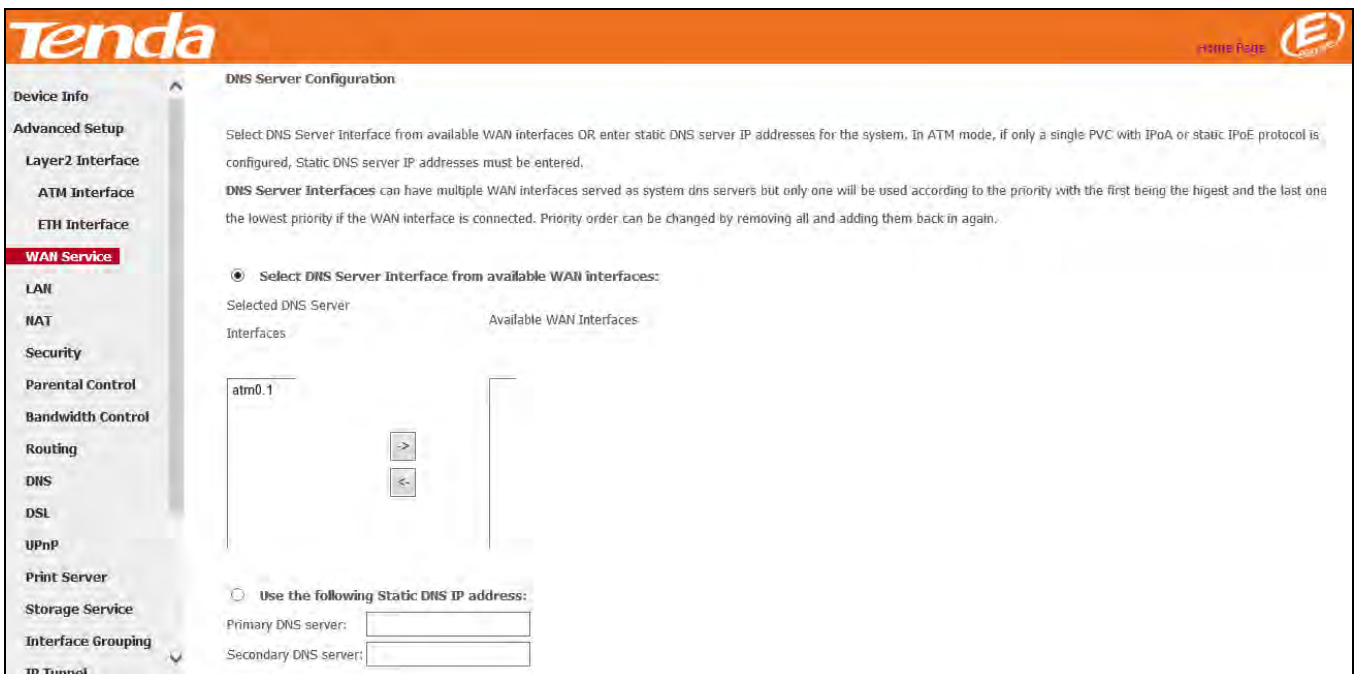 Tenda
Home Page
Device Info
Advanced Setup
Layer2 Interface
ATM Interface
ETH Interface
WAN Service
LAN
NAT
Security
Parental Control
Bandwidth Control
Routing
DNS
DSL
UPnP
Print Server
Storage Service
Interface Grouping
IP Tunnel
DNS Server Configuration
Select DNS Server Interface from available WAN interfaces OR enter static DNS server IP addresses for the system. In ATM mode, if only a single PVC with IPoA or static IPoE protocol is
configured, Static DNS server IP addresses must be entered.
DNS Server Interfaces can have multiple WAN interfaces served as system dns servers but only one will be used according to the priority with the first being the higest and the last one
the lowest priority if the WAN interface is connected. Priority order can be changed by removing all and adding them back in again.
Select DNS Server Interface from available WAN interfaces:
Selected DNS Server
Interfaces
Available WAN Interfaces
atm0.1
->
<-
Use the following Static DNS IP address:
Primary DNS server:
Secondary DNS server: